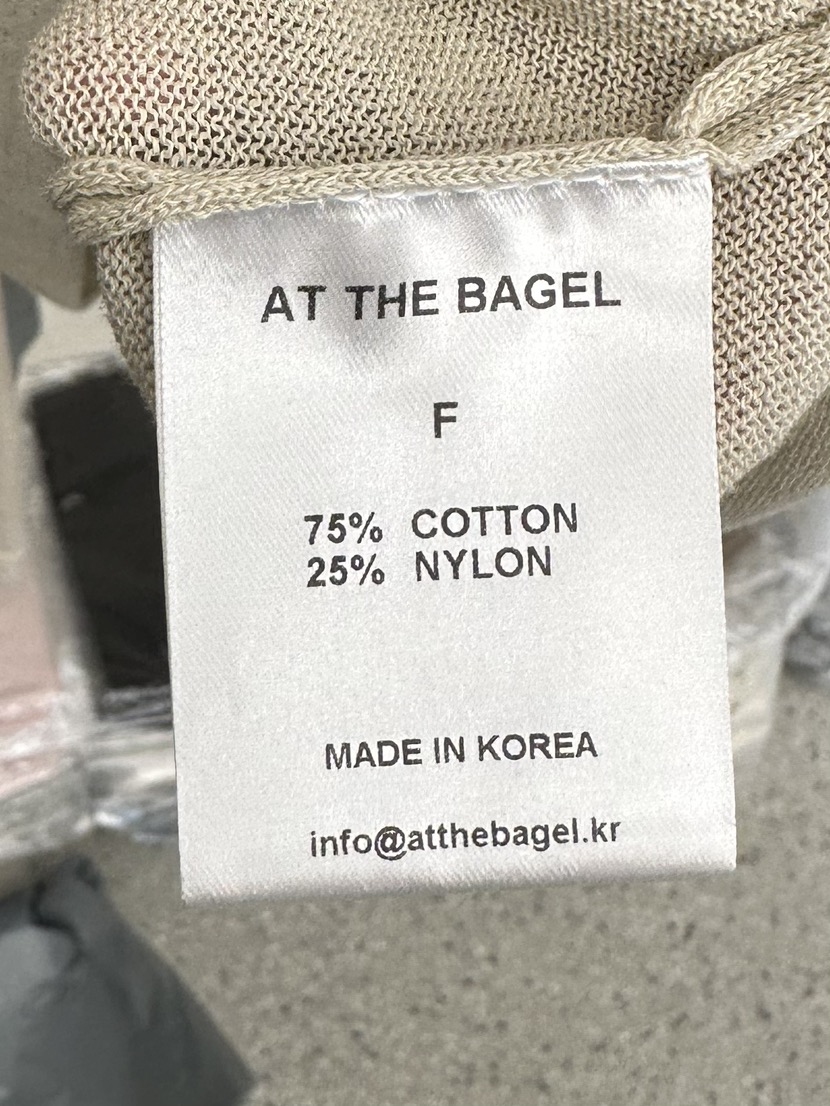 AT THE BAGEL
F
75% COTTON
25% NYLON
MADE IN KOREA
info@atthebagel.kr